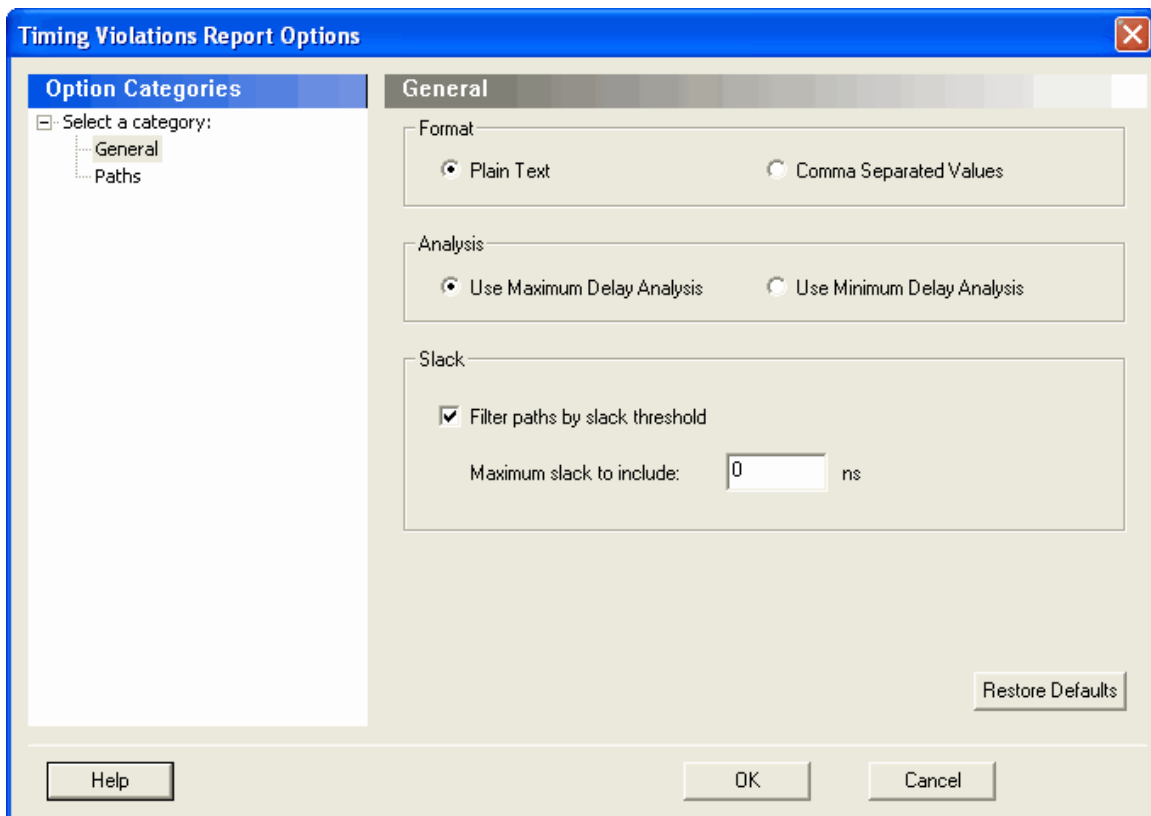 Timing Violations Report Options
Option Categories
Select a category:
General
Paths
General
Format
Plain Text
Comma Separated Values
Analysis
Use Maximum Delay Analysis
Use Minimum Delay Analysis
Slack
Filter paths by slack threshold
Maximum slack to include: 0 ns
Restore Defaults
Help
OK
Cancel